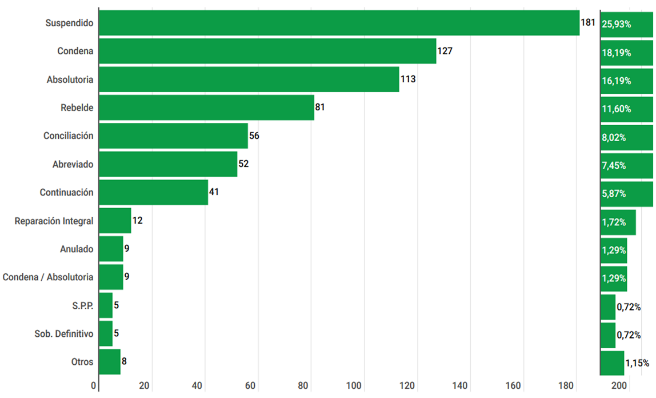 Suspendido 181 25,93%
Condena 127 18,19%
Absolutoria 113 16,19%
Rebelde 81 11,60%
Conciliación 56 8,02%
Abreviado 52 7,45%
Continuación 41 5,87%
Reparación Integral 12 1,72%
Anulado 9 1,29%
Condena / Absolutoria 9 1,29%
S.P.P. 5 0,72%
Sob. Definitivo 5 0,72%
Otros 8 1,15%
0 20 40 60 80 100 120 140 160 180 200